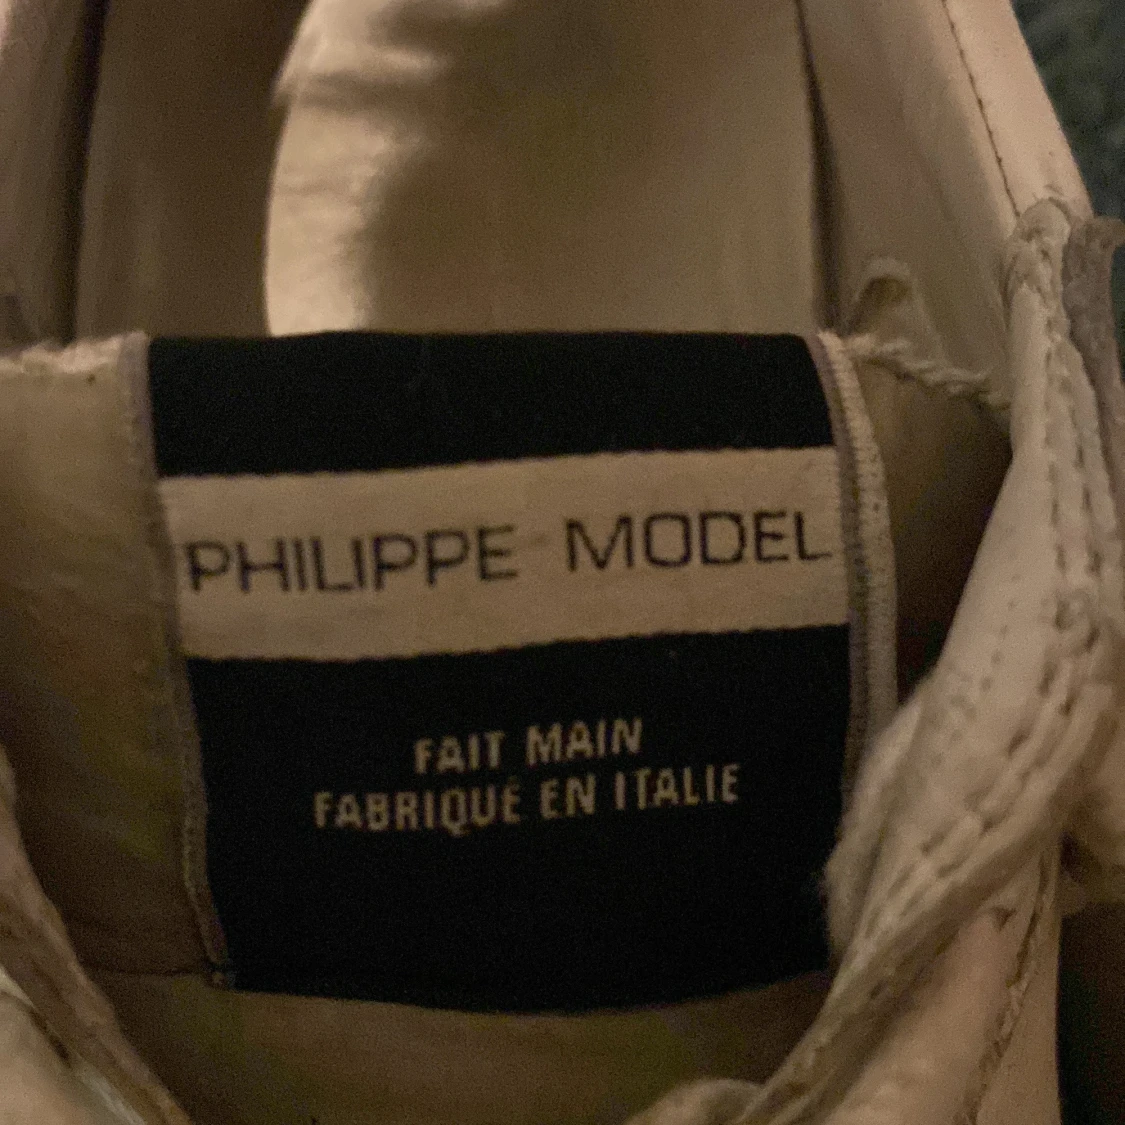 PHILIPPE MODEL
FAIT MAIN
FABRIQUÉ EN ITALIE